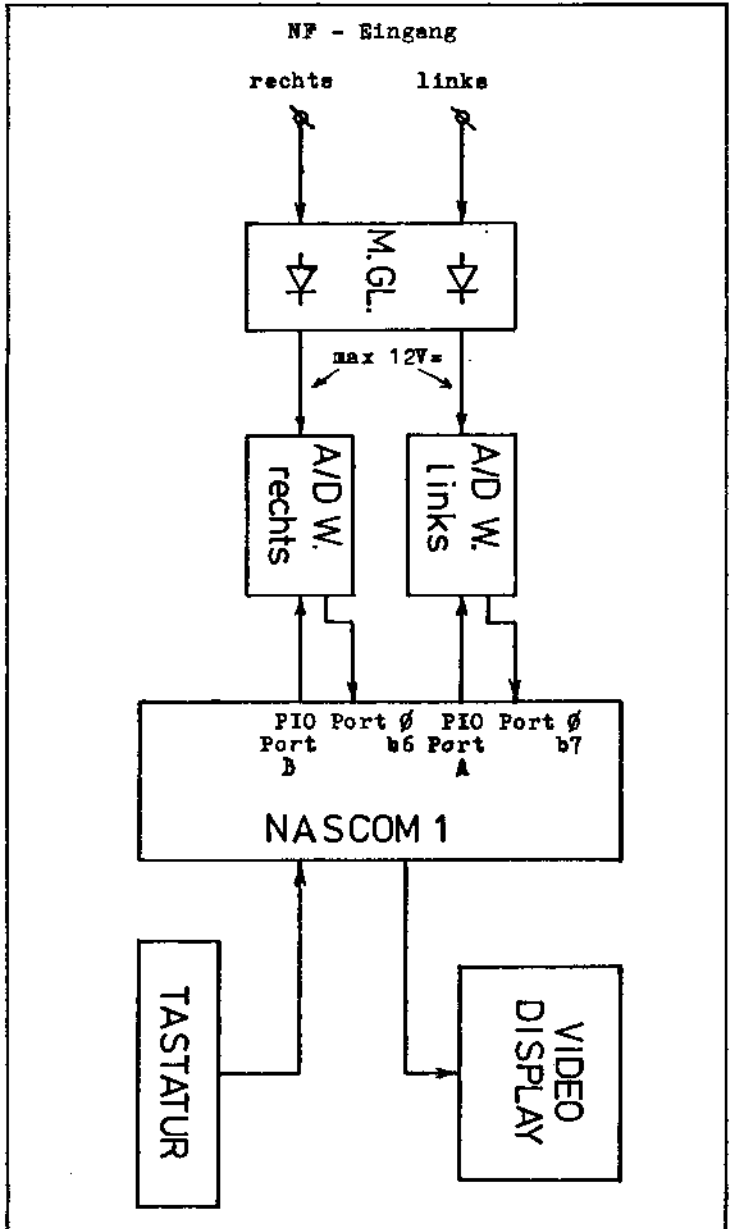 NF - Eingang
rechts links
M.GL.
max 12V=
A/D W.
rechts
A/D W.
links
PIO Port Ø PIO Port Ø
Port b6 Port b7
B A
NASCOM 1
TASTATUR
VIDEO
DISPLAY